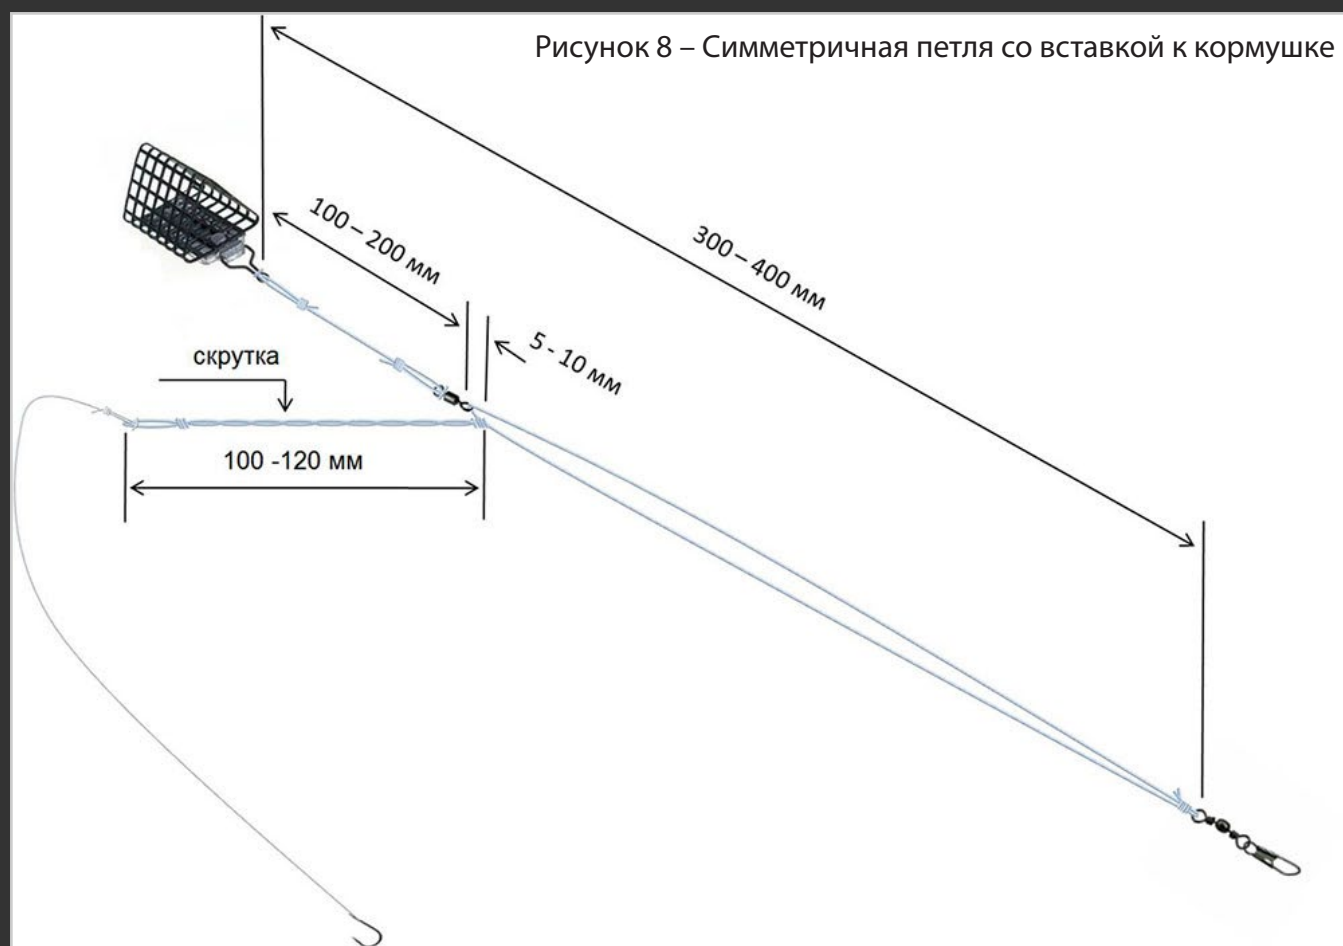 Рисунок 8 – Симметричная петля со вставкой к кормушке
100 – 200 мм
300 – 400 мм
5 - 10 мм
скрутка
100 -120 мм